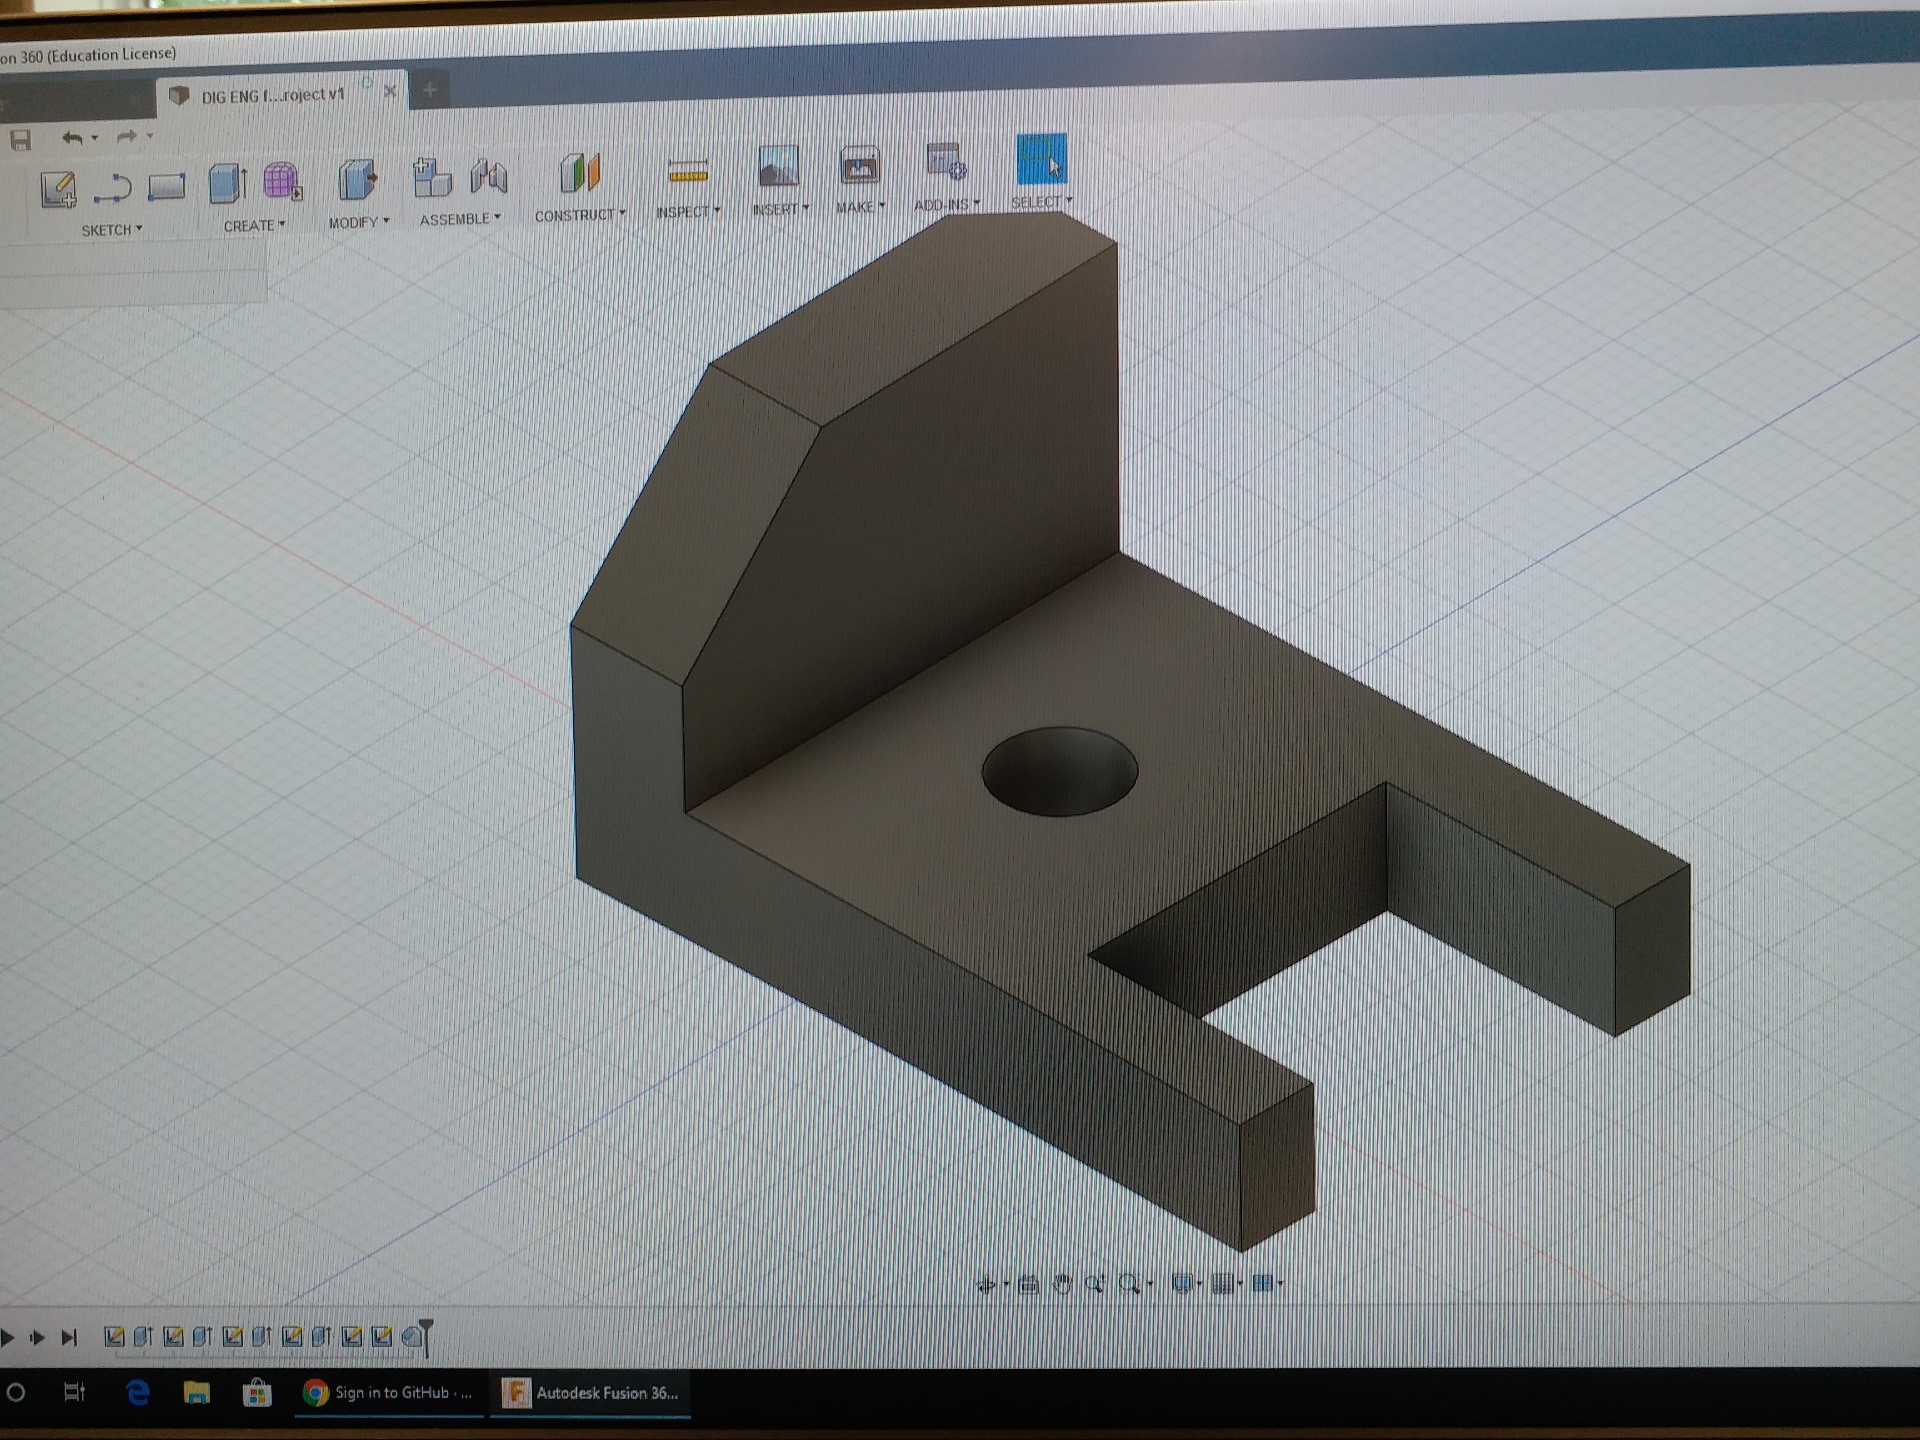 on 360 (Education License)
DIG ENG f...roject v1
SKETCH
CREATE
MODIFY
ASSEMBLE
CONSTRUCT
INSPECT
INSERT
MAKE
ADD-INS
SELECT
Sign in to GitHub · ...
Autodesk Fusion 36...